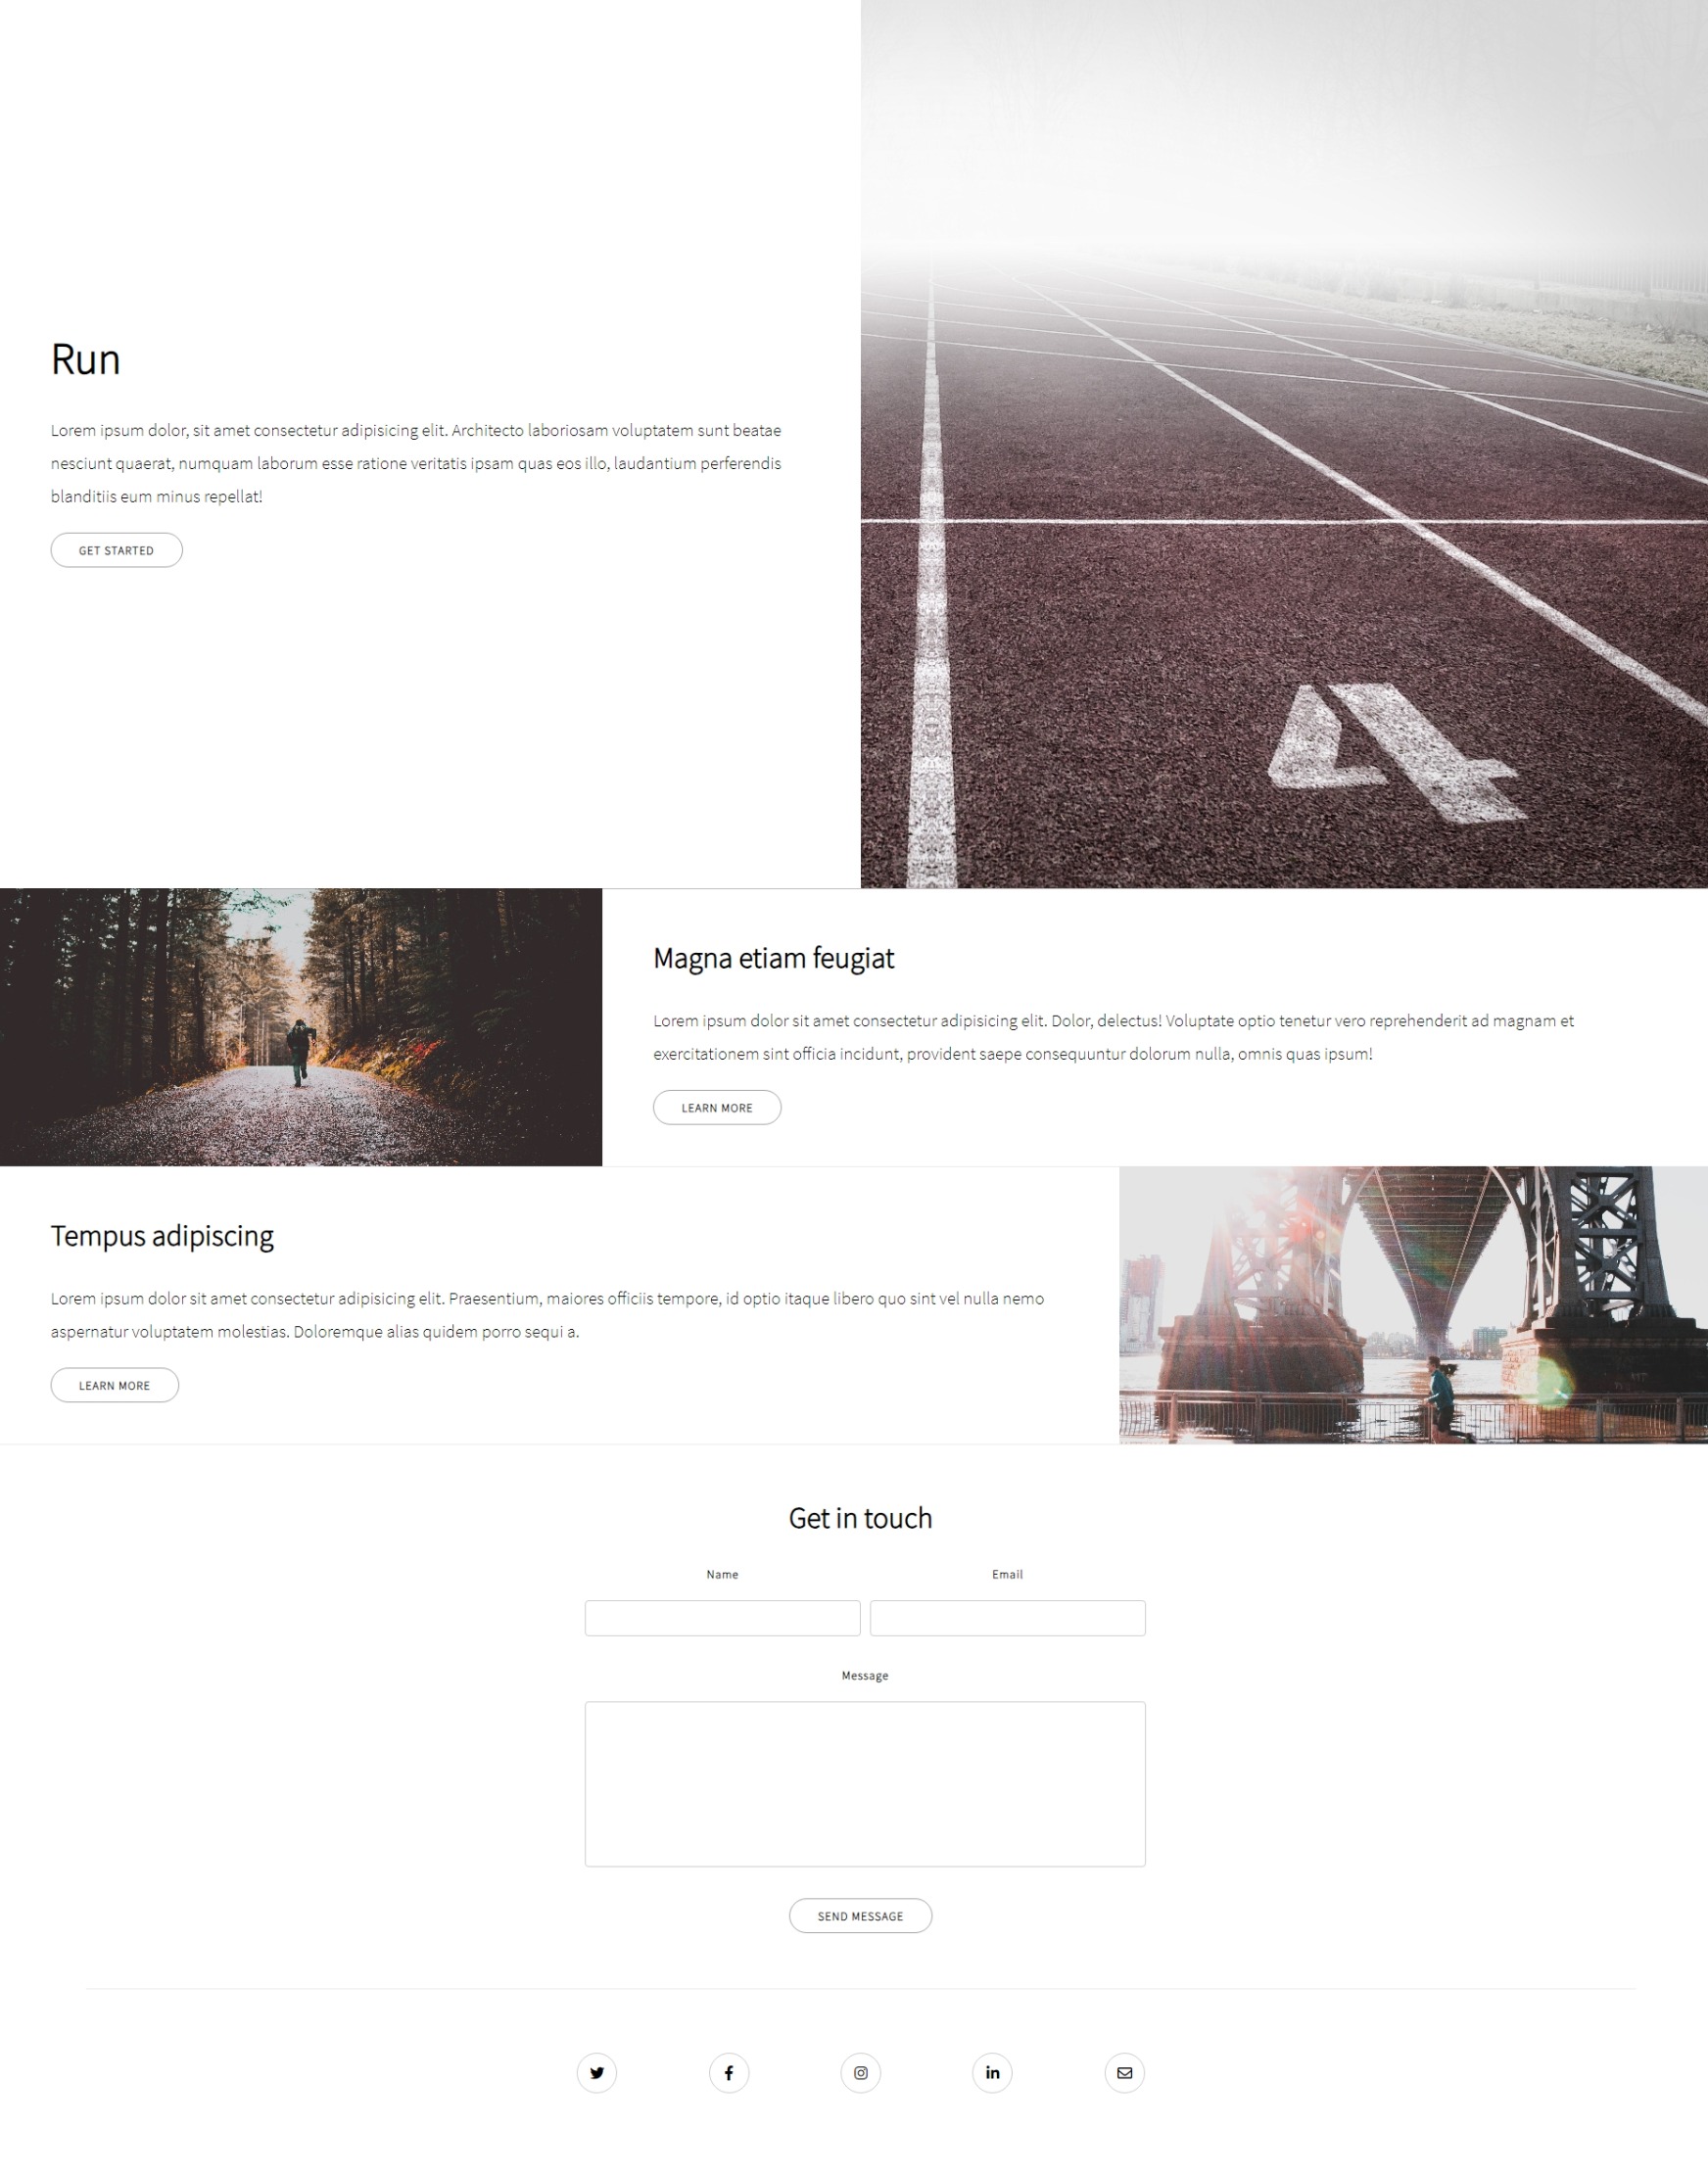 Run
Lorem ipsum dolor, sit amet consectetur adipisicing elit. Architecto laboriosam voluptatem sunt beatae
nesciunt quaerat, numquam laborum esse ratione veritatis ipsam quas eos illo, laudantium perferendis
blanditiis eum minus repellat!
GET STARTED
4
Magna etiam feugiat
Lorem ipsum dolor sit amet consectetur adipisicing elit. Dolor, delectus! Voluptate optio tenetur vero reprehenderit ad magnam et
exercitationem sint officia incidunt, provident saepe consequuntur dolorum nulla, omnis quas ipsum!
LEARN MORE
Tempus adipiscing
Lorem ipsum dolor sit amet consectetur adipisicing elit. Praesentium, maiores officiis tempore, id optio itaque libero quo sint vel nulla nemo
aspernatur voluptatem molestias. Doloremque alias quidem porro sequi a.
LEARN MORE
Get in touch
Name Email
Message
SEND MESSAGE